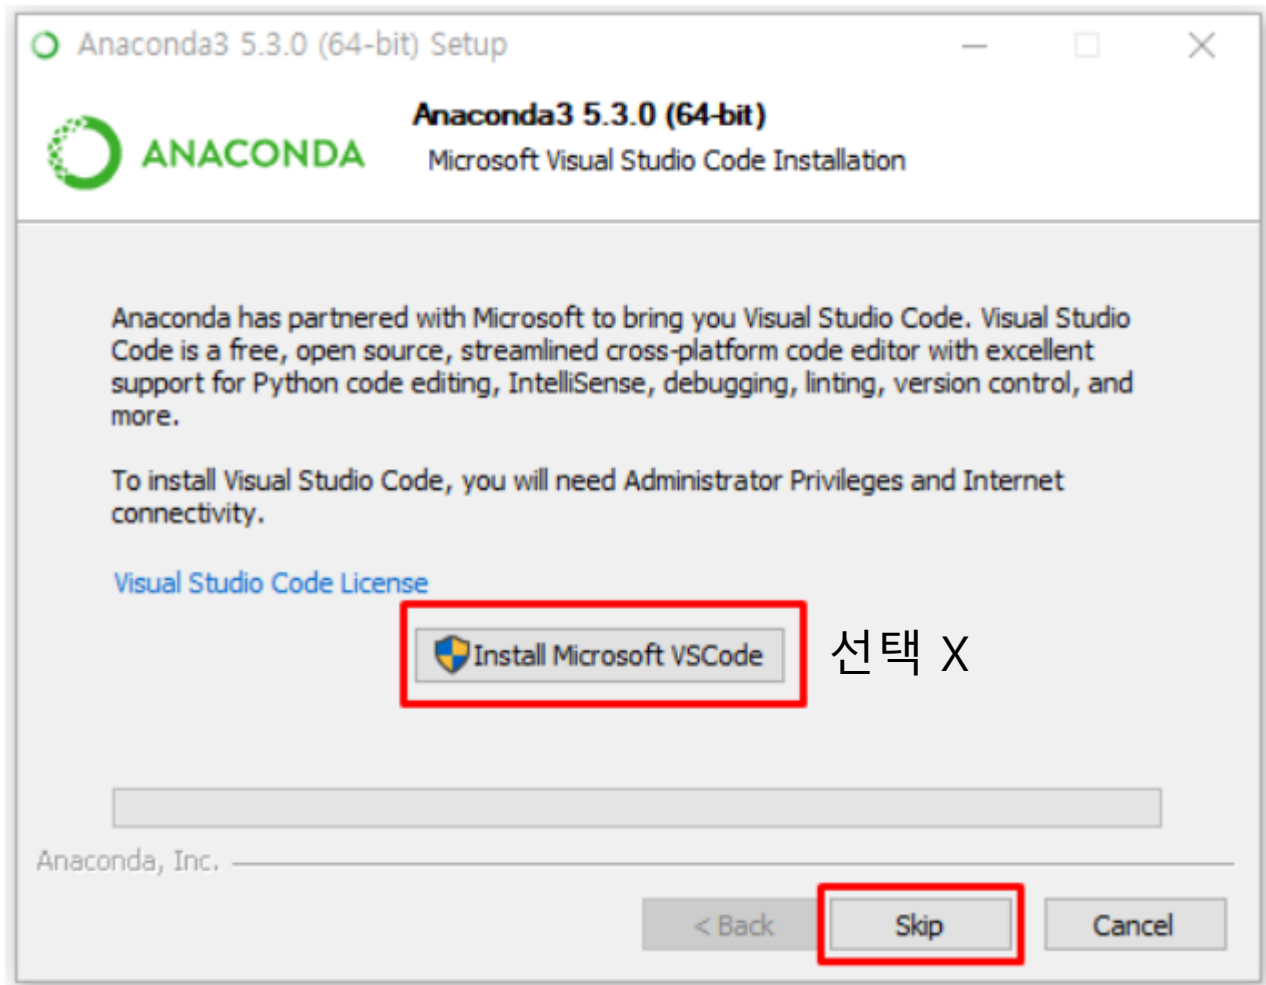 Anaconda3 5.3.0 (64-bit) Setup
ANACONDA
Anaconda3 5.3.0 (64-bit)
Microsoft Visual Studio Code Installation
Anaconda has partnered with Microsoft to bring you Visual Studio Code. Visual Studio
Code is a free, open source, streamlined cross-platform code editor with excellent
support for Python code editing, IntelliSense, debugging, linting, version control, and
more.
To install Visual Studio Code, you will need Administrator Privileges and Internet
connectivity.
Visual Studio Code License
Install Microsoft VSCode
선택 X
Anaconda, Inc.
< Back
Skip
Cancel